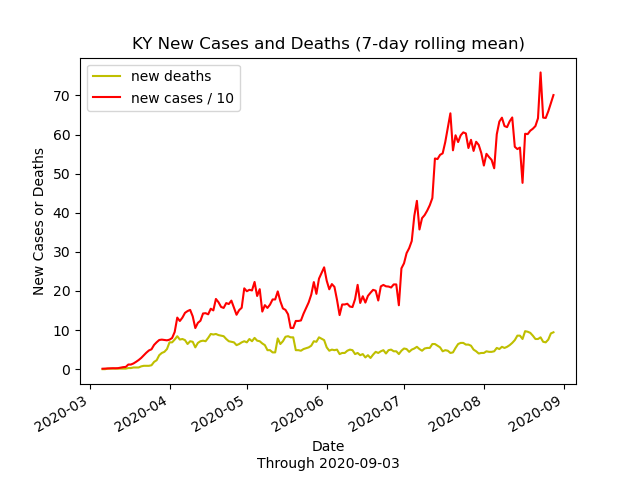 KY New Cases and Deaths (7-day rolling mean)
new deaths
new cases / 10
70
60
50
40
30
20
10
0
New Cases or Deaths
2020-03
2020-04
2020-05
2020-06
2020-07
2020-08
2020-09
Date
Through 2020-09-03